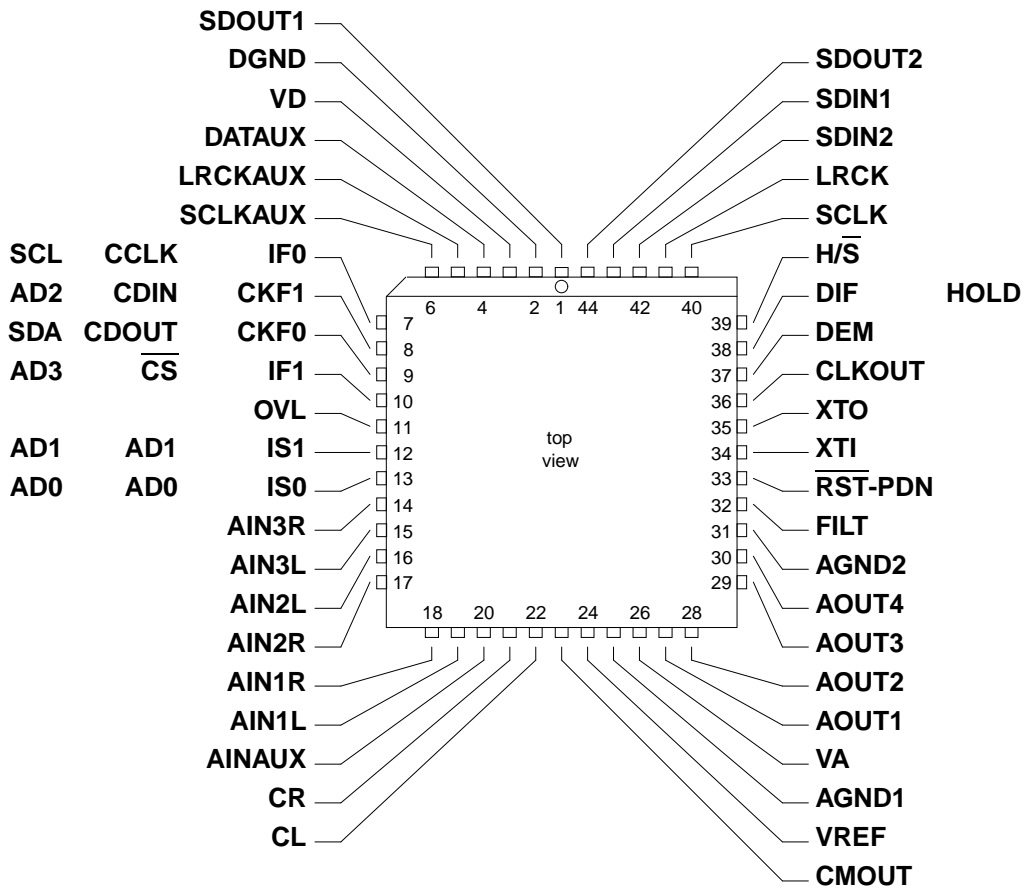 SDOUT1
DGND
VD
DATAUX
LRCKAUX
SCLKAUX
SCL CCLK IF0
AD2 CDIN CKF1
SDA CDOUT CKF0
AD3 C̅S̅ IF1
OVL
AD1 AD1 IS1
AD0 AD0 IS0
AIN3R
AIN3L
AIN2L
AIN2R
AIN1R
AIN1L
AINAUX
CR
CL
6 4 2 1 44 42 40
7
8
9
10
11
12
13
14
15
16
17
top
view
18 20 22 24 26 28
39
38
37
36
35
34
33
32
31
30
29
SDOUT2
SDIN1
SDIN2
LRCK
SCLK
H/S̅
DIF HOLD
DEM
CLKOUT
XTO
XTI
R̅S̅T̅-PDN
FILT
AGND2
AOUT4
AOUT3
AOUT2
AOUT1
VA
AGND1
VREF
CMOUT